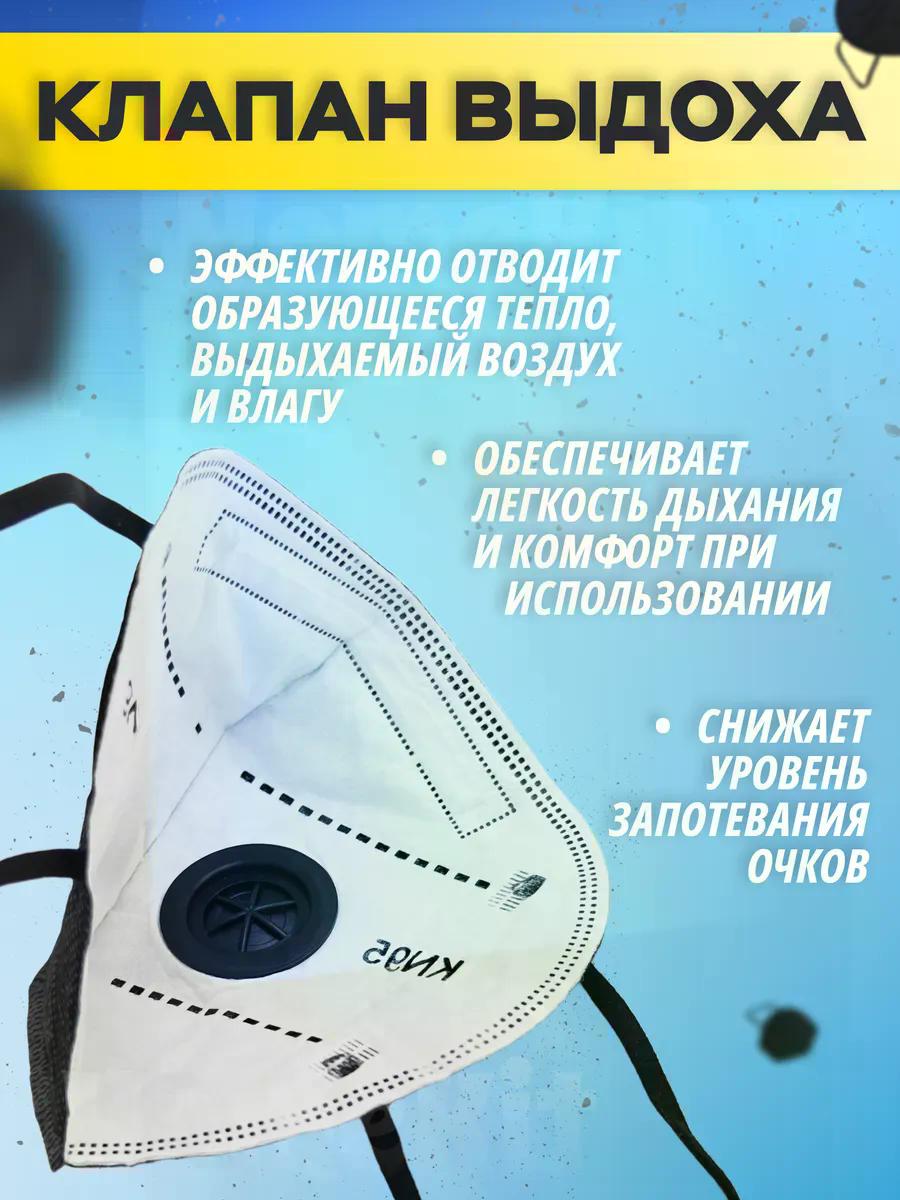 КЛАПАН ВЫДОХА
• ЭФФЕКТИВНО ОТВОДИТ
ОБРАЗУЮЩЕЕСЯ ТЕПЛО,
ВЫДЫХАЕМЫЙ ВОЗДУХ
И ВЛАГУ
• ОБЕСПЕЧИВАЕТ
ЛЕГКОСТЬ ДЫХАНИЯ
И КОМФОРТ ПРИ
ИСПОЛЬЗОВАНИИ
• СНИЖАЕТ
УРОВЕНЬ
ЗАПОТЕВАНИЯ
ОЧКОВ
KN95